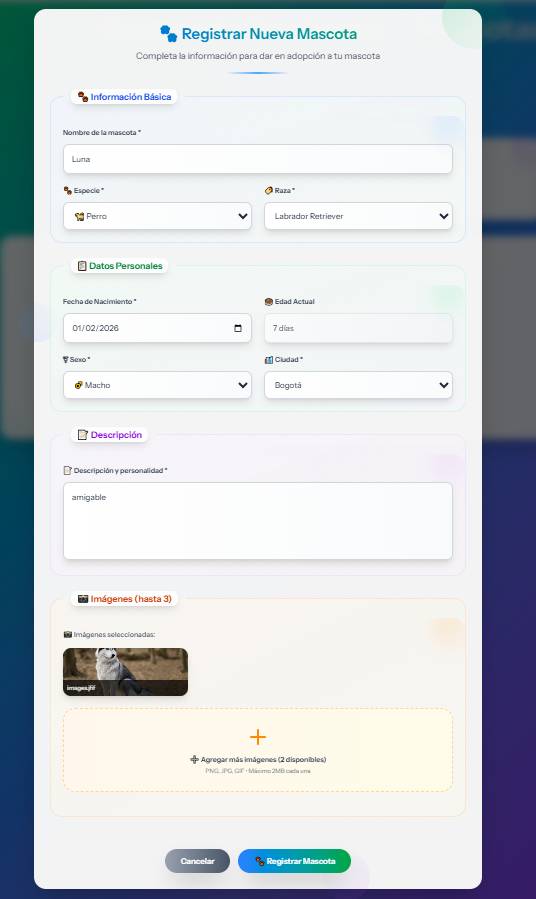 Registrar Nueva Mascota
Completa la información para dar en adopción a tu mascota
Información Básica
Nombre de la mascota *
Luna
Especie *
Raza *
Perro
Labrador Retriever
Datos Personales
Fecha de Nacimiento *
Edad Actual
01/02/2026
7 días
Sexo *
Ciudad *
Macho
Bogotá
Descripción
Descripción y personalidad *
amigable
Imágenes (hasta 3)
Imágenes seleccionadas:
images.jfif
Agregar más imágenes (2 disponibles)
PNG, JPG, GIF • Máximo 2MB cada una
Cancelar
Registrar Mascota